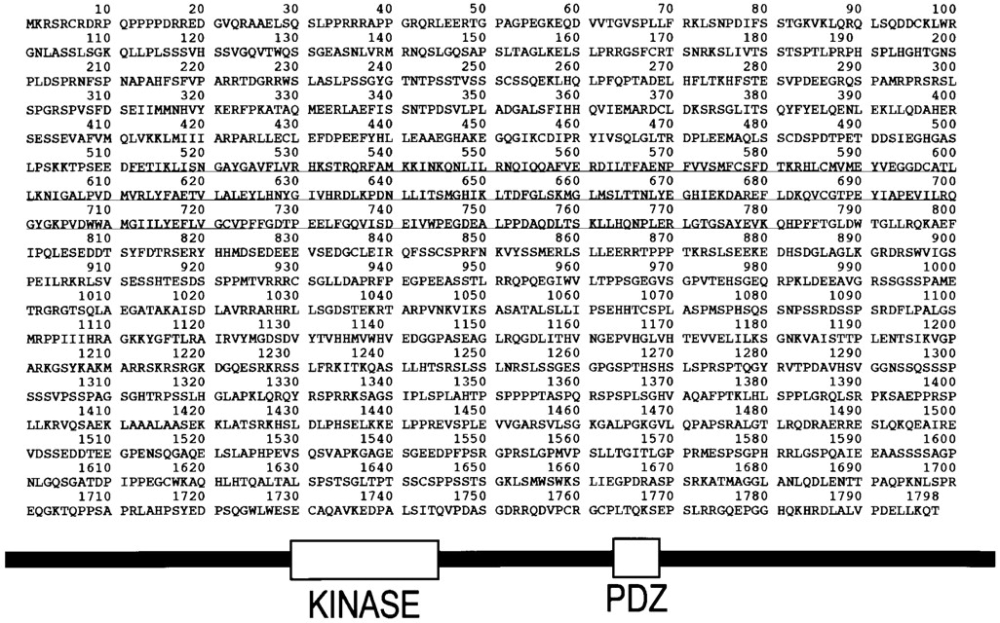 10 20 30 40 50 60 70 80 90 100
MKRSRCRDRP QPPPPDRRED GVQRAAELSQ SLPPRRRAPP GRQRLEERTG PAGPEGKEQD VVTGVSPLLF RKLSNPDIFS STGKVKLQRQ LSQDDCKLWR
110 120 130 140 150 160 170 180 190 200
GNLASSLSGK QLLPLSSSVH SSVGQVTWQS SGEASNLVRM RNQSLGQSAP SLTAGLKELS LPRRGSFCRT SNRKSLIVTS STSPTLPRPH SPLHGHTGNS
210 220 230 240 250 260 270 280 290 300
PLDSPRNFSP NAPAHFSFVP ARRTDGRRWS LASLPSSGYG TNTPSSTVSS SCSSQEKLHQ LPFQPTADEL HFLTKHFSTE SVPDEEGRQS PAMRPRSRSL
310 320 330 340 350 360 370 380 390 400
SPGRSPVSFD SEIIMMNHVY KERFPKATAQ MEERLAEFIS SNTPDSVLPL ADGALSFIHH QVIEMARDCL DKSRSGLITS QYFYELQENL EKLLQDAHER
410 420 430 440 450 460 470 480 490 500
SESSEVAFVM QLVKKLMIII ARPARLLECL EFDPEEFYHL LEAAEGHAKE GQGIKCDIPR YIVSQLGLTR DPLEEMAQLS SCDSPDTPET DDSIEGHGAS
510 520 530 540 550 560 570 580 590 600
LPSKKTPSEE DFETIKLISN GAYGAVFLVR HKSTRQRFAM KKINKQNLIL RNQIQQAFVE RDILTFAENP FVVSMFCSFD TKRHLCMVME YVEGGDCATL
610 620 630 640 650 660 670 680 690 700
LKNIGALPVD MVRLYFAETV LALEYLHNYG IVHRDLKPDN LLITSMGHIK LTDFGLSKMG LMSLTTNLYE GHIEKDAREF LDKQVCGTPE YIAPEVILRQ
710 720 730 740 750 760 770 780 790 800
GYGKPVDWWA MGIILYEFLV GCVPFFGDTP EELFGQVISD EIVWPEGDEA LPPDAQDLTS KLLHQNPLER LGTGSAYEVK QHPFFTGLDW TGLLRQKAEF
810 820 830 840 850 860 870 880 890 900
IPQLESEDDT SYFDTRSERY HHMDSEDEEE VSEDGCLEIR QFSSCSPRFN KVYSSMERLS LLEERRTPPP TKRSLSEEKE DHSDGLAGLK GRDRSWVIGS
910 920 930 940 950 960 970 980 990 1000
PEILRKRLSV SESSHTESDS SPPMTVRRRC SGLLDAPRFP EGPEEASSTL RRQPQEGIWV LTPPSGEGVS GPVTEHSGEQ RPKLDEEAVG RSSGSSPAME
1010 1020 1030 1040 1050 1060 1070 1080 1090 1100
TRGRGTSQLA EGATAKAISD LAVRRARHRL LSGDSTEKRT ARPVNKVIKS ASATALSLLI PSEHHTCSPL ASPMSPHSQS SNPSSRDSSP SRDFLPALGS
1110 1120 1130 1140 1150 1160 1170 1180 1190 1200
MRPPIIIHRA GKKYGFTLRA IRVYMGDSDV YTVHHMVWHV EDGGPASEAG LRQGDLITHV NGEPVHGLVH TEVVELILKS GNKVAISTTP LENTSIKVGP
1210 1220 1230 1240 1250 1260 1270 1280 1290 1300
ARKGSYKAKM ARRSKRSRGK DGQESRKRSS LFRKITKQAS LLHTSRSLSS LNRSLSSGES GPGSPTHSHS LSPRSPTQGY RVTPDAVHSV GGNSSQSSSP
1310 1320 1330 1340 1350 1360 1370 1380 1390 1400
SSSVPSSPAG SGHTRPSSLH GLAPKLQRQY RSPRRKSAGS IPLSPLAHTP SPPPPTASPQ RSPSPLSGHV AQAFPTKLHL SPPLGRQLSR PKSAEPPRSP
1410 1420 1430 1440 1450 1460 1470 1480 1490 1500
LLKRVQSAEK LAAALAASEK KLATSRKHSL DLPHSELKKE LPPREVSPLE VVGARSVLSG KGALPGKGVL QPAPSRALGT LRQDRAERRE SLQKQEAIRE
1510 1520 1530 1540 1550 1560 1570 1580 1590 1600
VDSSEDDTEE GPENSQGAQE LSLAPHPEVS QSVAPKGAGE SGEEDPFPSR GPRSLGPMVP SLLTGITLGP PRMESPSGPH RRLGSPQAIE EAASSSSAGP
1610 1620 1630 1640 1650 1660 1670 1680 1690 1700
NLGQSGATDP IPPEGCWKAQ HLHTQALTAL SPSTSGLTPT SSCSPPSSTS GKLSMWSWKS LIEGPDRASP SRKATMAGGL ANLQDLENTT PAQPKNLSPR
1710 1720 1730 1740 1750 1760 1770 1780 1790 1798
EQGKTQPPSA PRLAHPSYED PSQGWLWESE CAQAVKEDPA LSITQVPDAS GDRRQDVPCR GCPLTQKSEP SLRRGQEPGG HQKHRDLALV PDELLKQT
KINASE PDZ